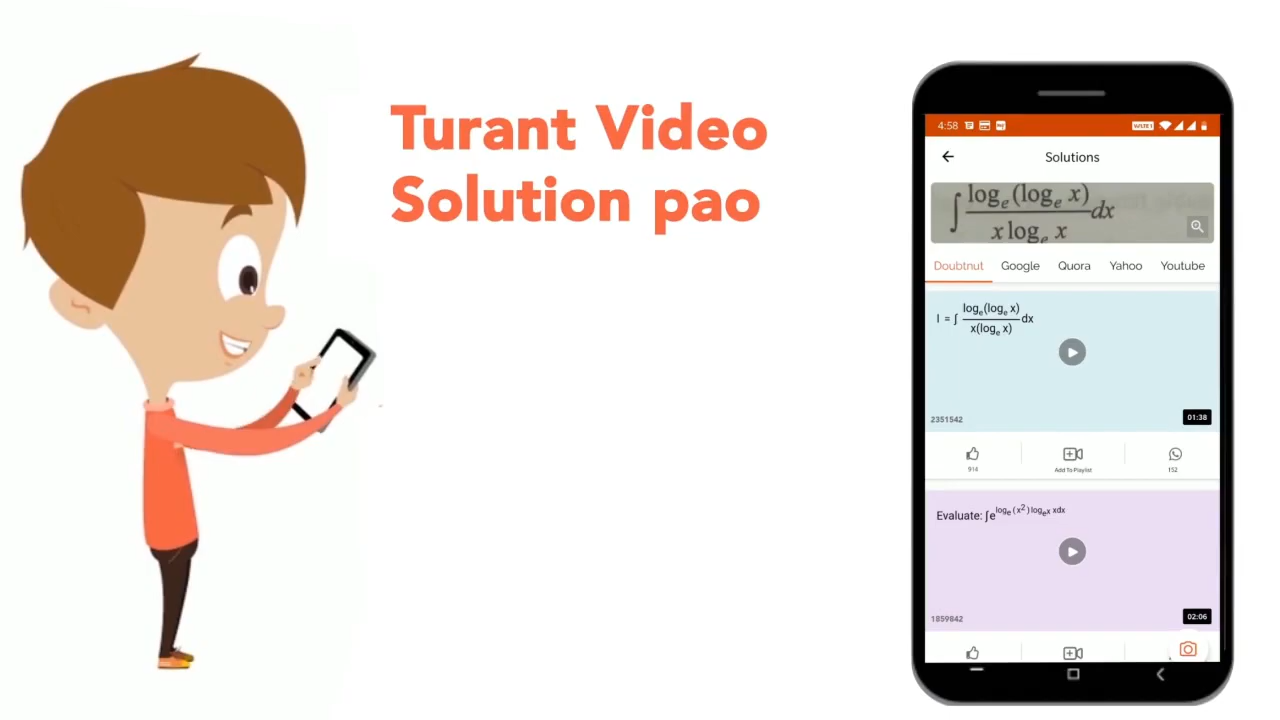 Turant Video
Solution pao
4:58
Solutions
∫ logₑ(logₑ x) / x logₑ x dx
Doubtnut Google Quora Yahoo Youtube
I = ∫ logₑ(logₑ x) / x(logₑ x) dx
2351542 01:38
914 Add To Playlist 152
Evaluate: ∫e^logₑ(x²)logₑx xdx
1859842 02:06